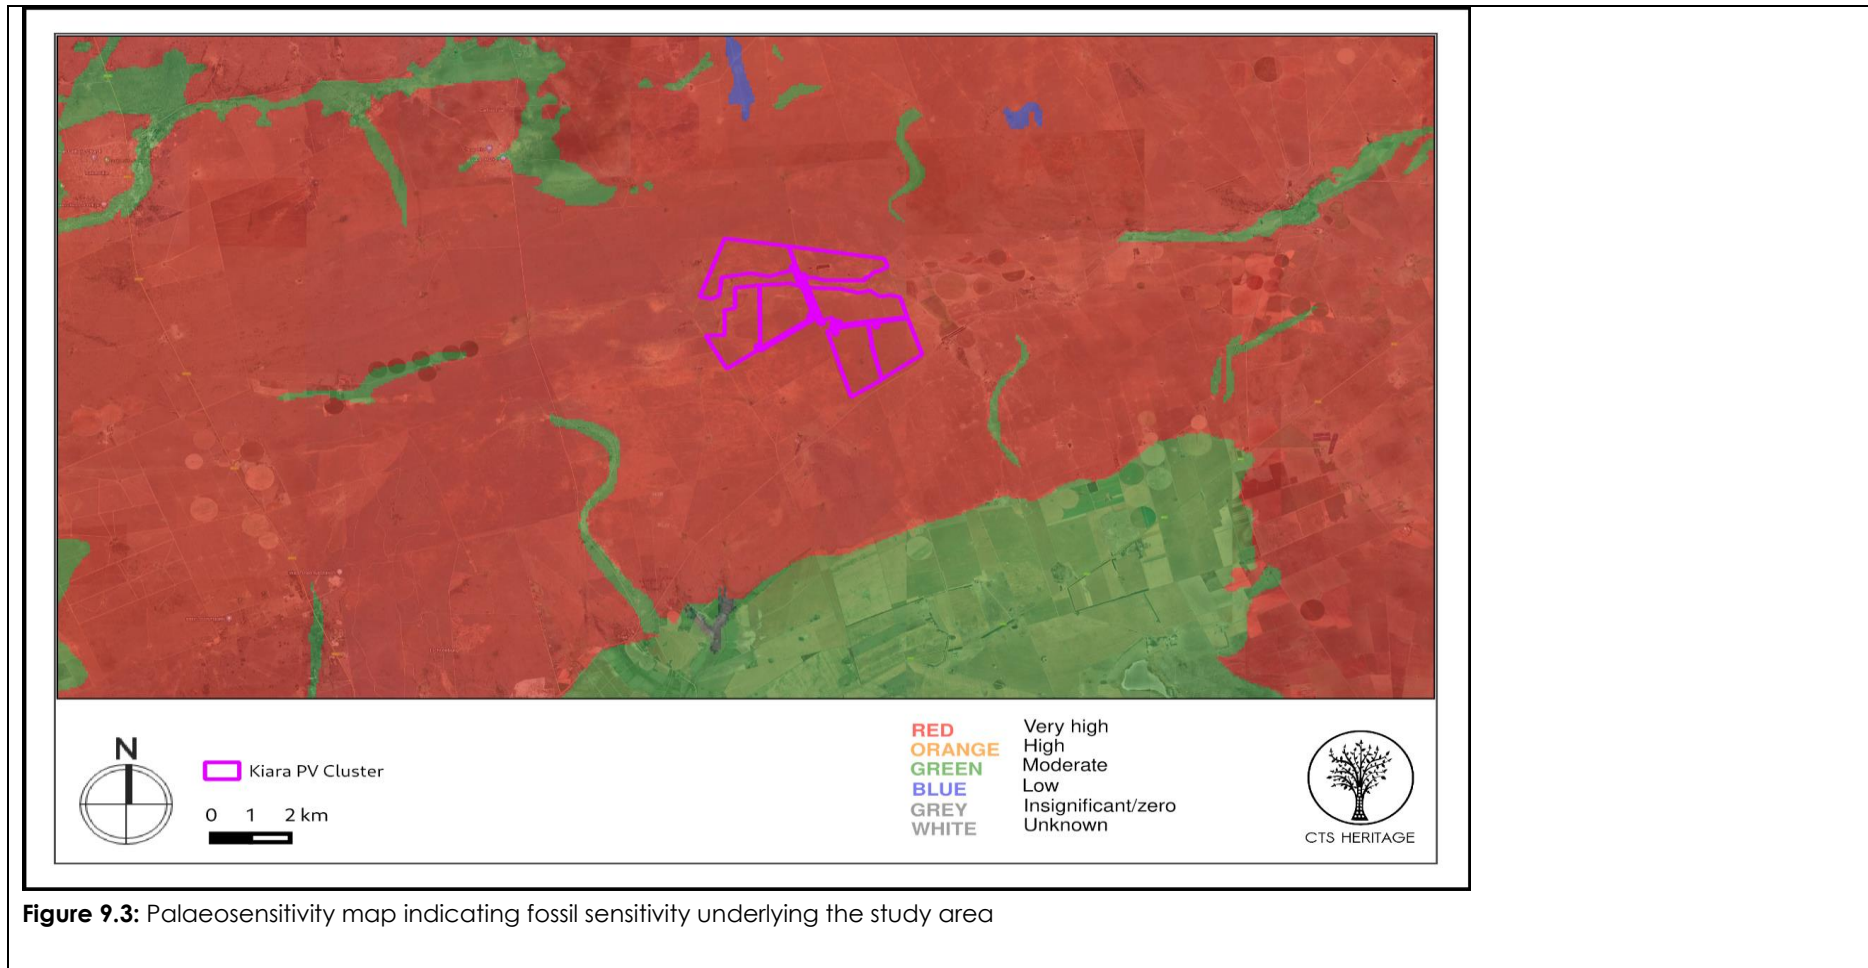 N
Kiara PV Cluster
0 1 2 km
RED Very high
ORANGE High
GREEN Moderate
BLUE Low
GREY Insignificant/zero
WHITE Unknown
CTS HERITAGE
Figure 9.3: Palaeosensitivity map indicating fossil sensitivity underlying the study area